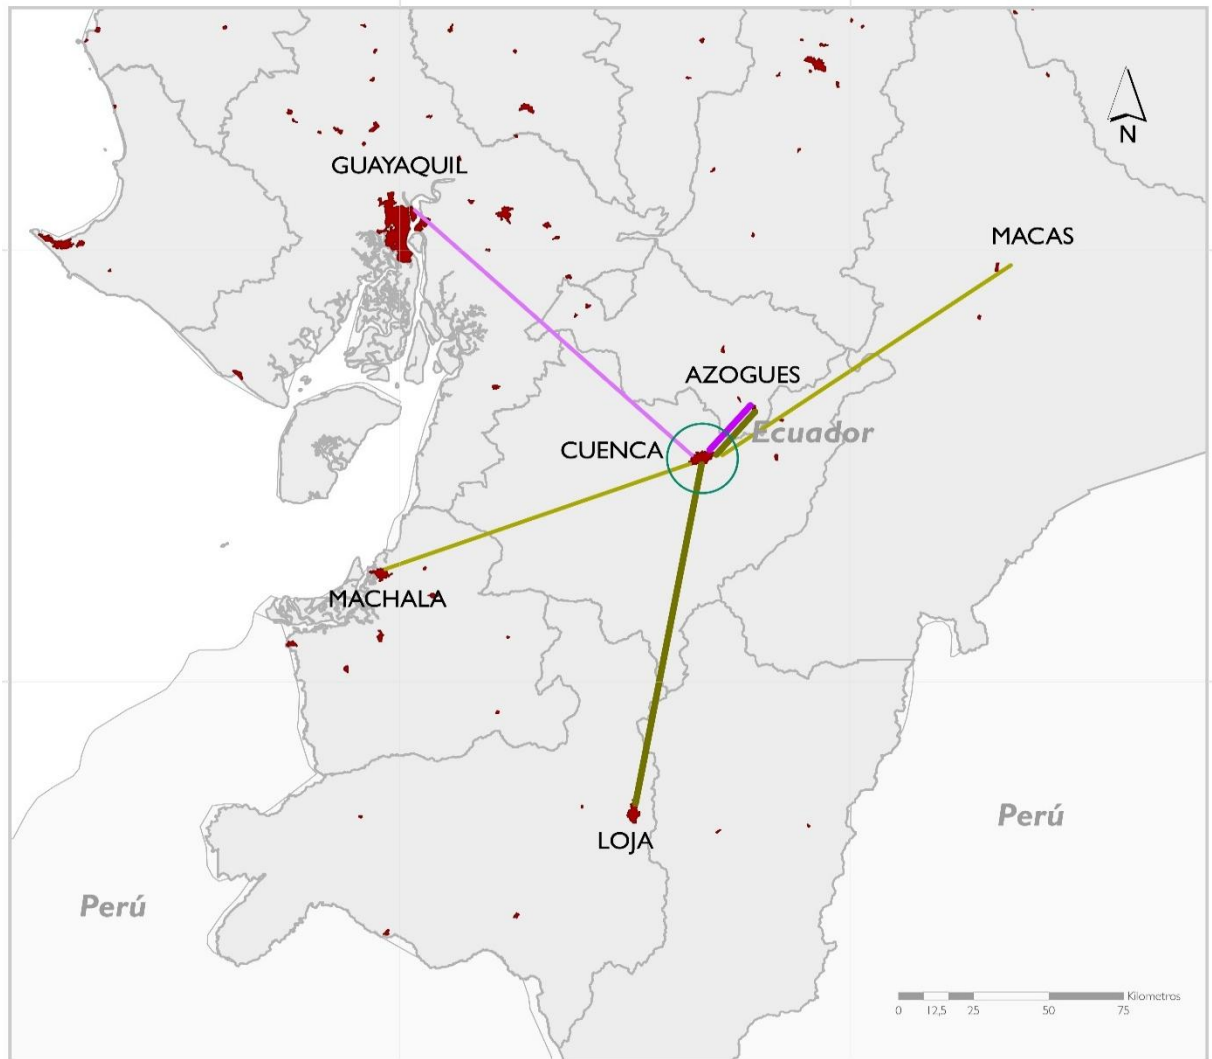 N
GUAYAQUIL
MACAS
AZOGUES
Ecuador
CUENCA
MACHALA
Perú
LOJA
Perú
Kilometros
0 12,5 25 50 75